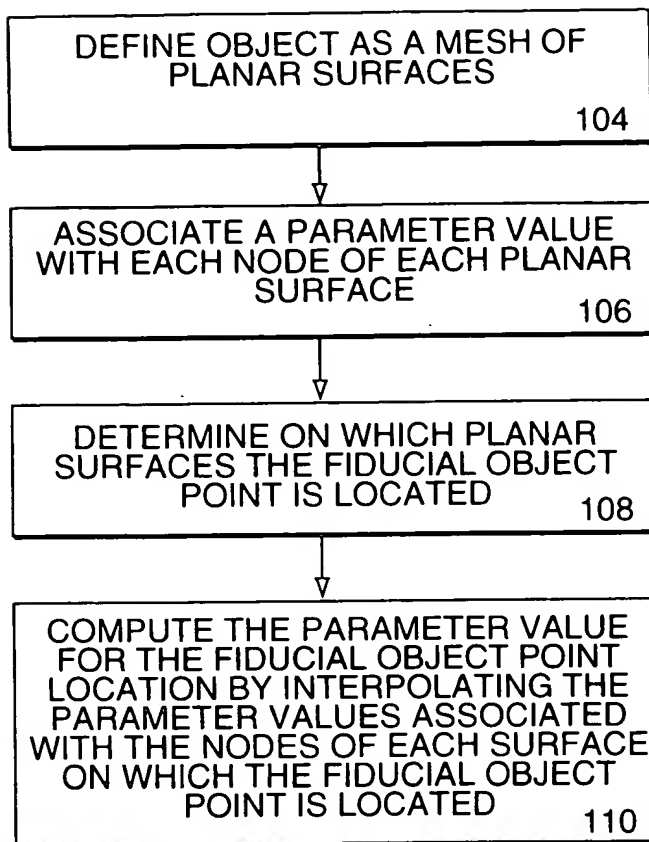 DEFINE OBJECT AS A MESH OF
PLANAR SURFACES
104
ASSOCIATE A PARAMETER VALUE
WITH EACH NODE OF EACH PLANAR
SURFACE
106
DETERMINE ON WHICH PLANAR
SURFACES THE FIDUCIAL OBJECT
POINT IS LOCATED
108
COMPUTE THE PARAMETER VALUE
FOR THE FIDUCIAL OBJECT POINT
LOCATION BY INTERPOLATING THE
PARAMETER VALUES ASSOCIATED
WITH THE NODES OF EACH SURFACE
ON WHICH THE FIDUCIAL OBJECT
POINT IS LOCATED
110